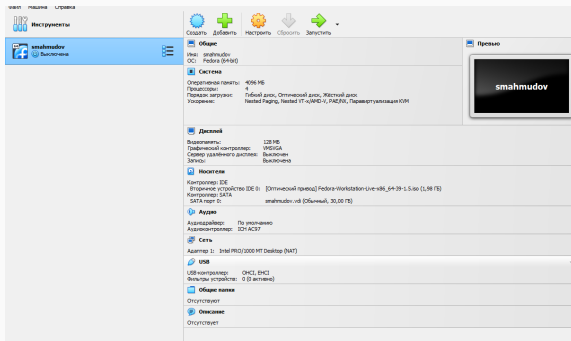 Файл Машина Справка
Инструменты
Создать Добавить Настроить Сбросить Запустить
smahmudov
Выключена
Общие
Имя: smahmudov
ОС: Fedora (64-bit)
Система
Оперативная память: 4096 МБ
Процессоры: 4
Порядок загрузки: Гибкий диск, Оптический диск, Жёсткий диск
Ускорение: Nested Paging, Nested VT-x/AMD-V, PAE/NX, Паравиртуализация KVM
Превью
smahmudov
Дисплей
Видеопамять: 128 МБ
Графический контроллер: VMSVGA
Сервер удалённого дисплея: Выключен
Запись: Выключена
Носители
Контроллер: IDE
Вторичное устройство IDE 0: [Оптический привод] Fedora-Workstation-Live-x86_64-39-1.5.iso (1,98 ГБ)
Контроллер: SATA
SATA порт 0: smahmudov.vdi (Обычный, 30,00 ГБ)
Аудио
Аудиодрайвер: По умолчанию
Аудиоконтроллер: ICH AC97
Сеть
Адаптер 1: Intel PRO/1000 MT Desktop (NAT)
USB
USB-контроллер: OHCI, EHCI
Фильтры устройств: 0 (0 активно)
Общие папки
Отсутствуют
Описание
Отсутствует